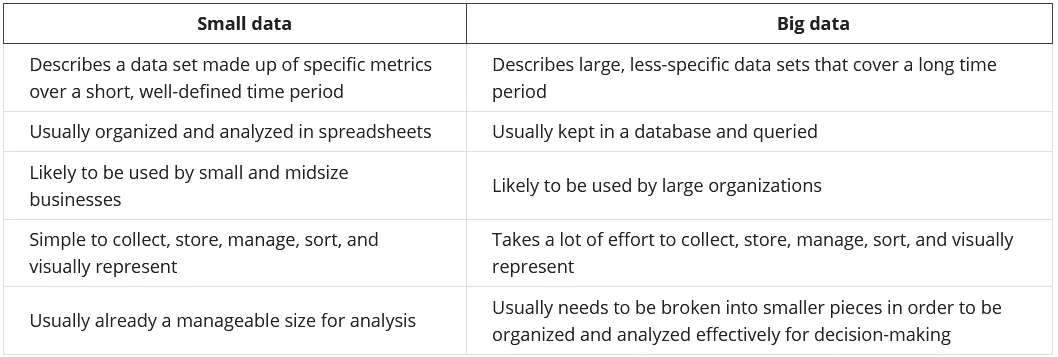 Small data
Big data
Describes a data set made up of specific metrics
over a short, well-defined time period
Describes large, less-specific data sets that cover a long time
period
Usually organized and analyzed in spreadsheets
Usually kept in a database and queried
Likely to be used by small and midsize
businesses
Likely to be used by large organizations
Simple to collect, store, manage, sort, and
visually represent
Takes a lot of effort to collect, store, manage, sort, and visually
represent
Usually already a manageable size for analysis
Usually needs to be broken into smaller pieces in order to be
organized and analyzed effectively for decision-making